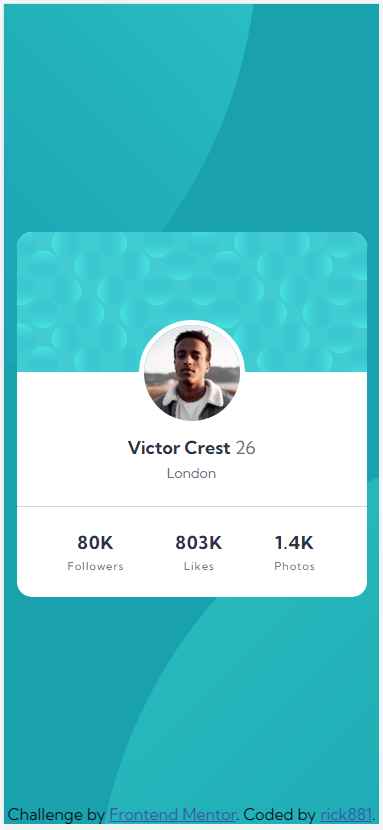 Victor Crest 26
London
80K 803K 1.4K
Followers Likes Photos
Challenge by Frontend Mentor. Coded by rick881.